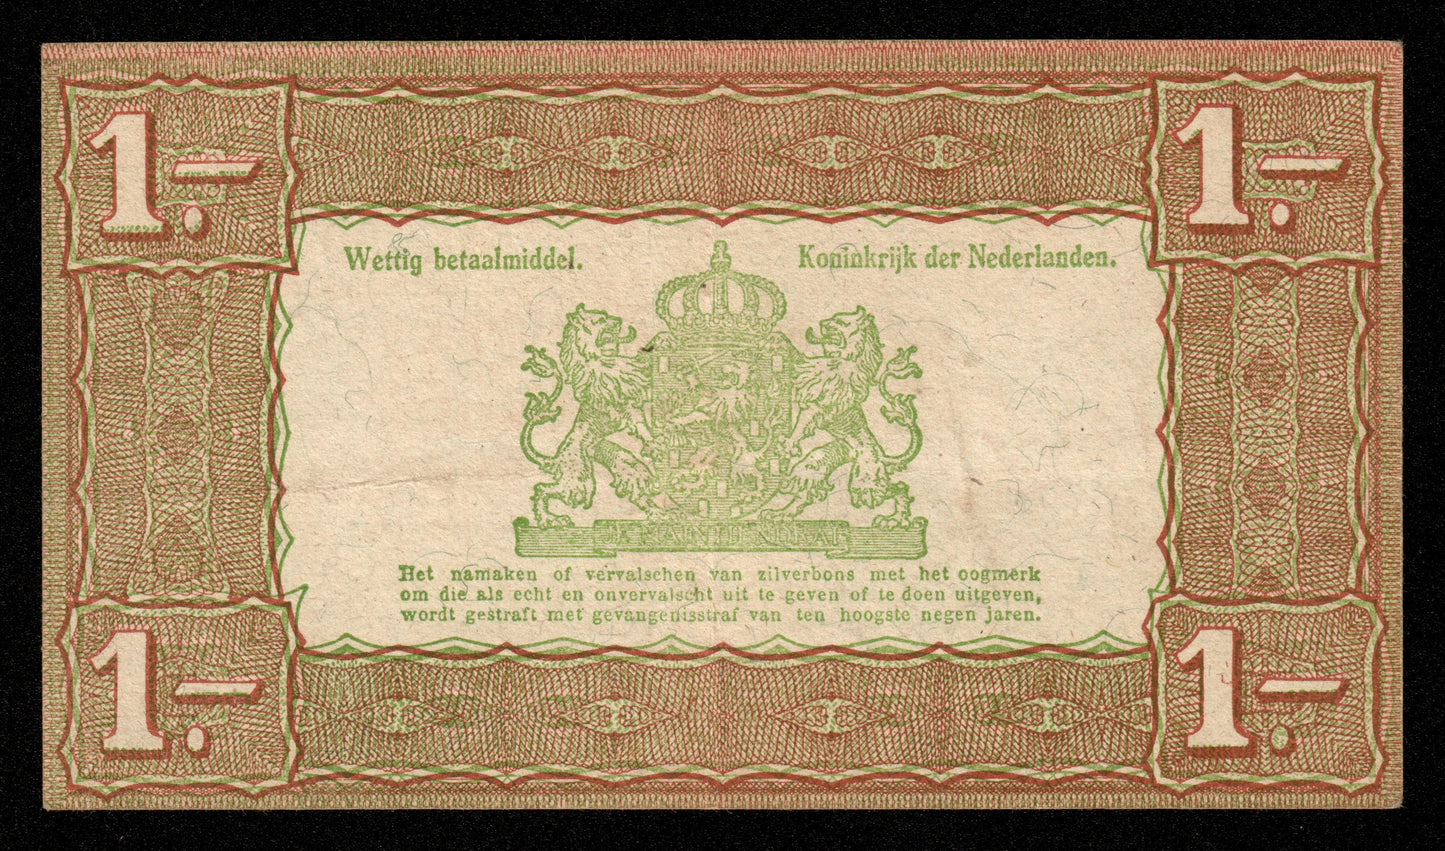 1.- 1.-
Wettig betaalmiddel. Koninkrijk der Nederlanden.
JE MAINTIENDRAI
Het namaken of vervalschen van zilverbons met het oogmerk
om die als echt en onvervalscht uit te geven of te doen uitgeven,
wordt gestraft met gevangenisstraf van ten hoogste negen jaren.
1.- 1.-